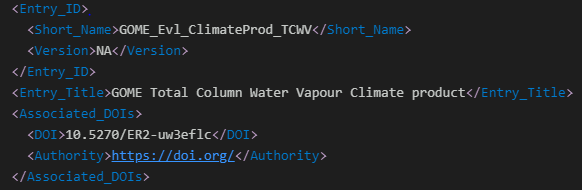 <Entry_ID>
<Short_Name>GOME_Evl_ClimateProd_TCWV</Short_Name>
<Version>NA</Version>
</Entry_ID>
<Entry_Title>GOME Total Column Water Vapour Climate product</Entry_Title>
<Associated_DOIs>
<DOI>10.5270/ER2-uw3eflc</DOI>
<Authority>https://doi.org/</Authority>
</Associated_DOIs>